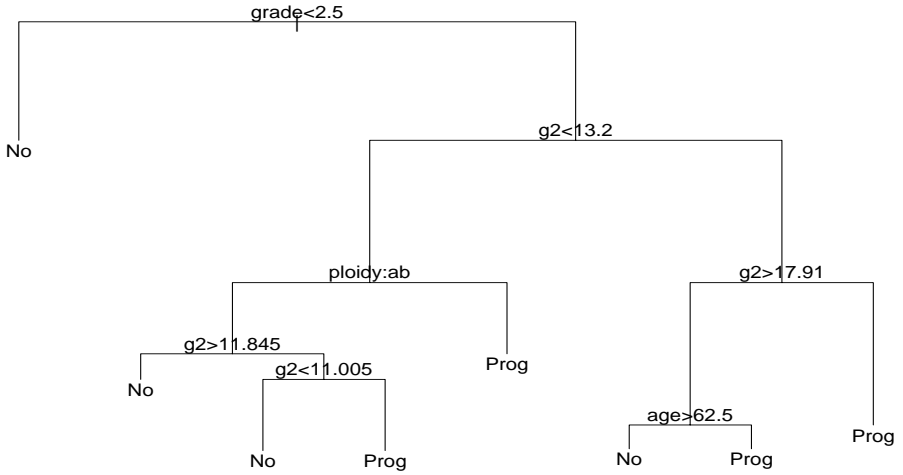 grade<2.5
No
g2<13.2
ploidy:ab
g2>17.91
g2>11.845
No
g2<11.005
Prog
No
Prog
age>62.5
No
Prog
Prog